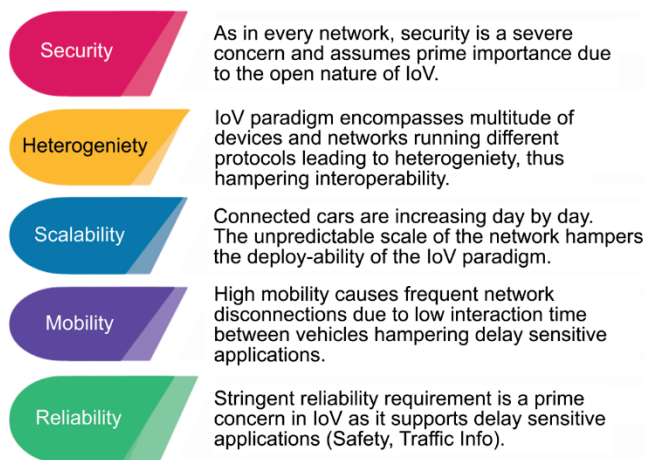 Security
As in every network, security is a severe
concern and assumes prime importance due
to the open nature of IoV.
Heterogeniety
IoV paradigm encompasses multitude of
devices and networks running different
protocols leading to heterogeniety, thus
hampering interoperability.
Scalability
Connected cars are increasing day by day.
The unpredictable scale of the network hampers
the deploy-ability of the IoV paradigm.
Mobility
High mobility causes frequent network
disconnections due to low interaction time
between vehicles hampering delay sensitive
applications.
Reliability
Stringent reliability requirement is a prime
concern in IoV as it supports delay sensitive
applications (Safety, Traffic Info).